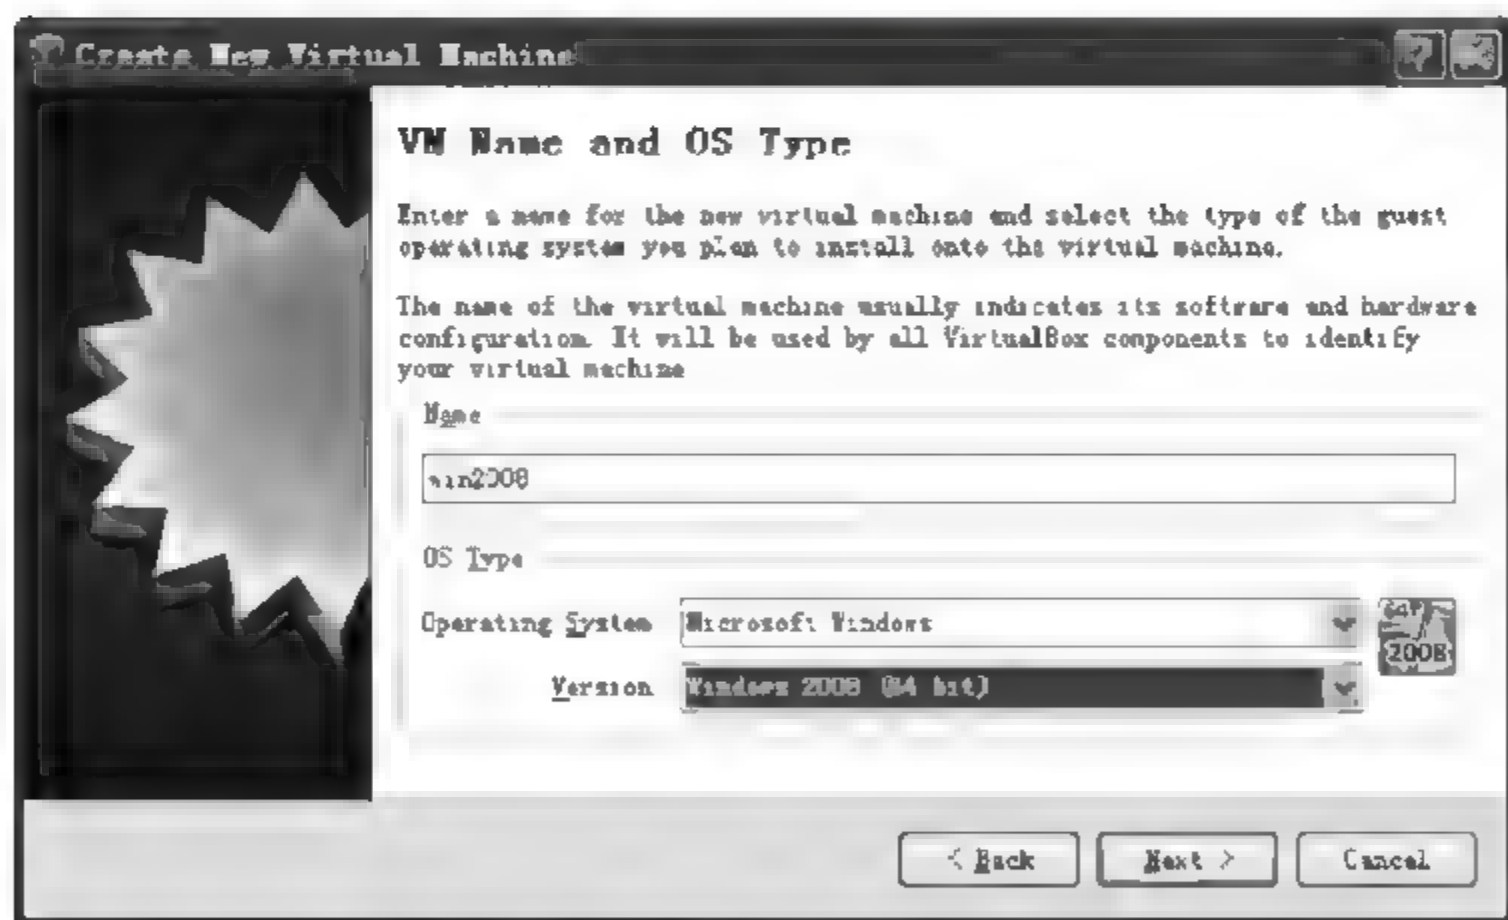 Create New Virtual Machine
VM Name and OS Type
Enter a name for the new virtual machine and select the type of the guest
operating system you plan to install onto the virtual machine.
The name of the virtual machine usually indicates its software and hardware
configuration. It will be used by all VirtualBox components to identify
your virtual machine
Name
win2008
OS Type
Operating System Microsoft Windows
64
2008
Version Windows 2008 (64 bit)
< Back Next > Cancel